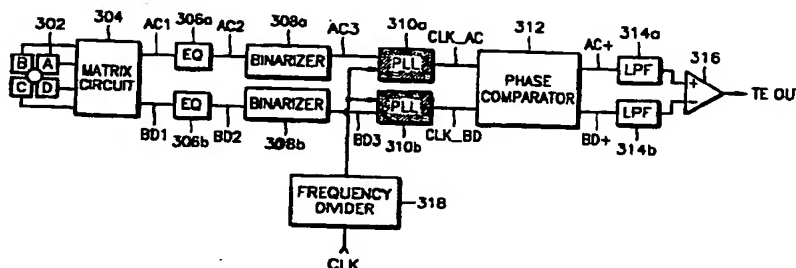 302 304 AC1 306a AC2 308a AC3 310a CLK_AC 312 AC+ 314a 316
B A
C D
MATRIX
CIRCUIT
EQ
BINARIZER
PLL
PHASE
COMPARATOR
LPF
+
−
TE OUT
EQ
BINARIZER
PLL
LPF
BD1 306b BD2 308b BD3 310b CLK_BD BD+ 314b
FREQUENCY
DIVIDER
318
CLK